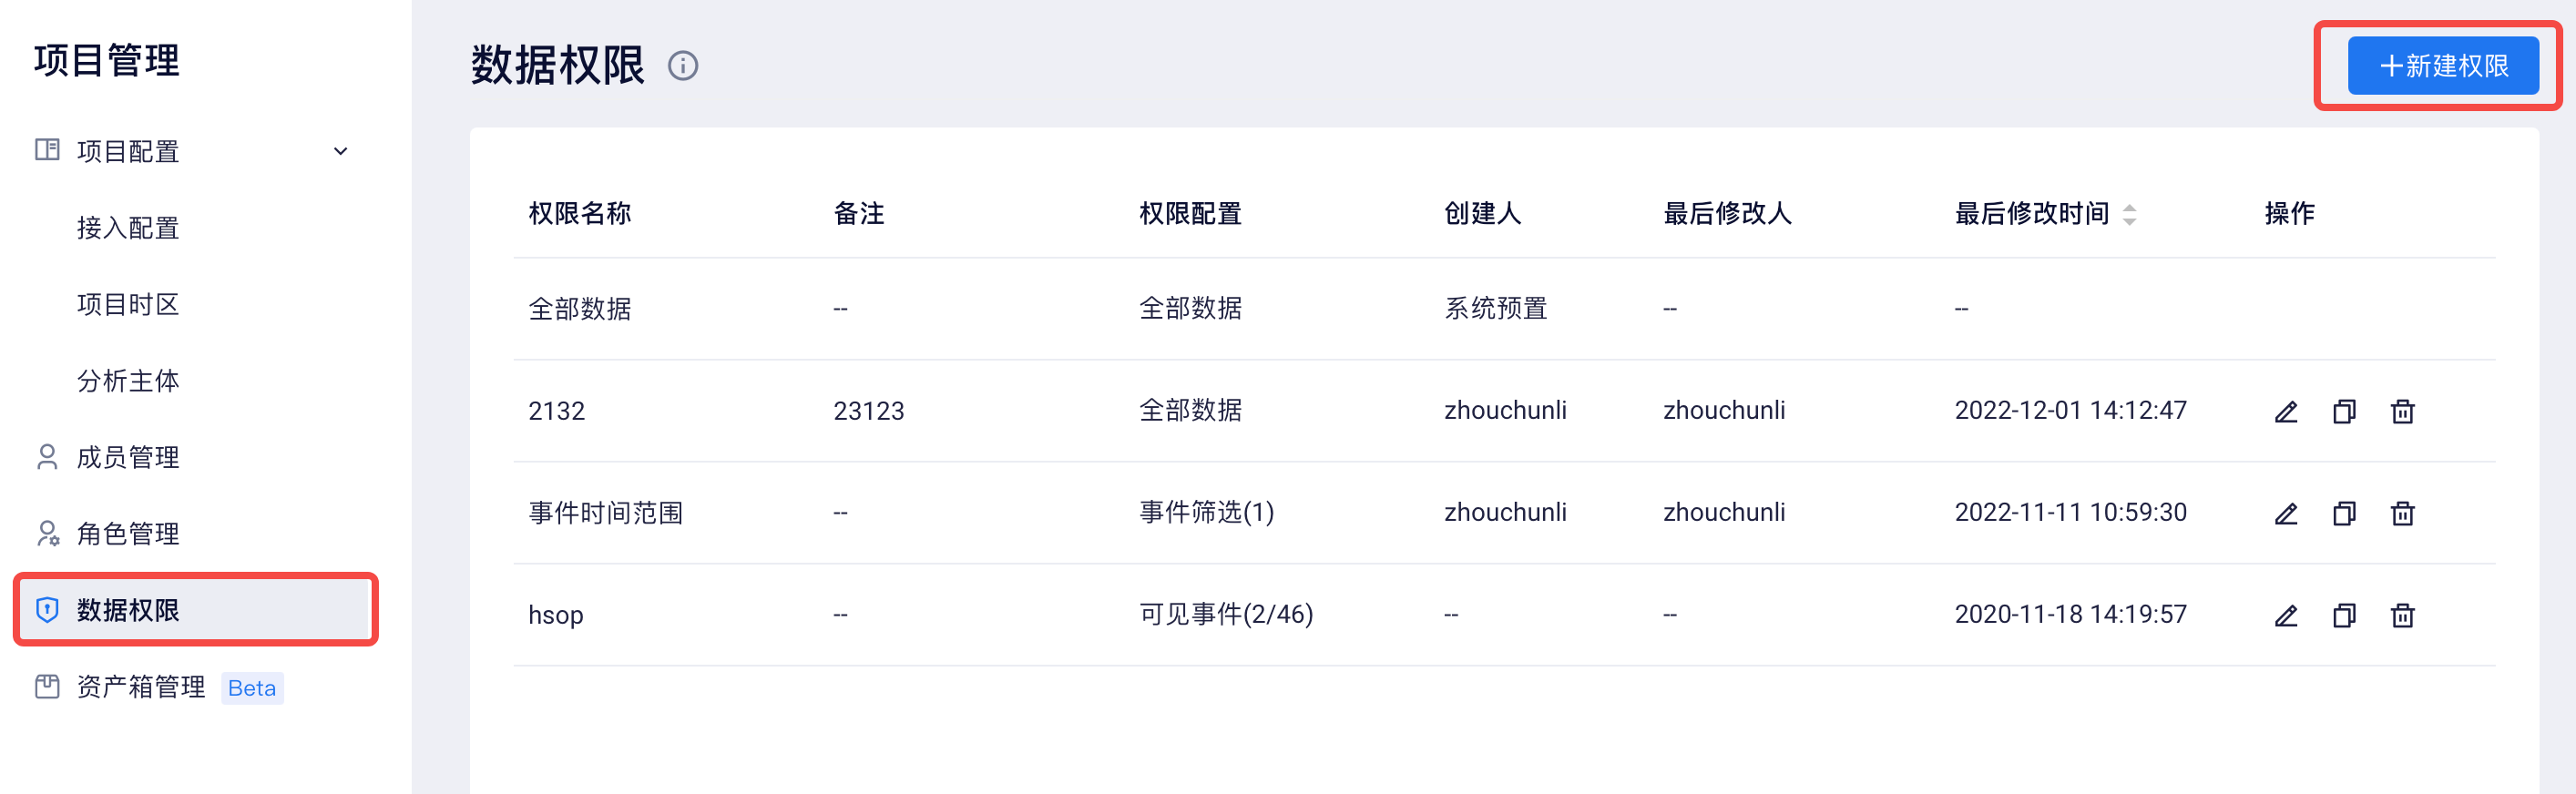 项目管理
项目配置
接入配置
项目时区
分析主体
成员管理
角色管理
数据权限
资产箱管理 Beta
数据权限
+新建权限
权限名称 备注 权限配置 创建人 最后修改人 最后修改时间 操作
全部数据 -- 全部数据 系统预置 -- --
2132 23123 全部数据 zhouchunli zhouchunli 2022-12-01 14:12:47
事件时间范围 -- 事件筛选(1) zhouchunli zhouchunli 2022-11-11 10:59:30
hsop -- 可见事件(2/46) -- -- 2020-11-18 14:19:57